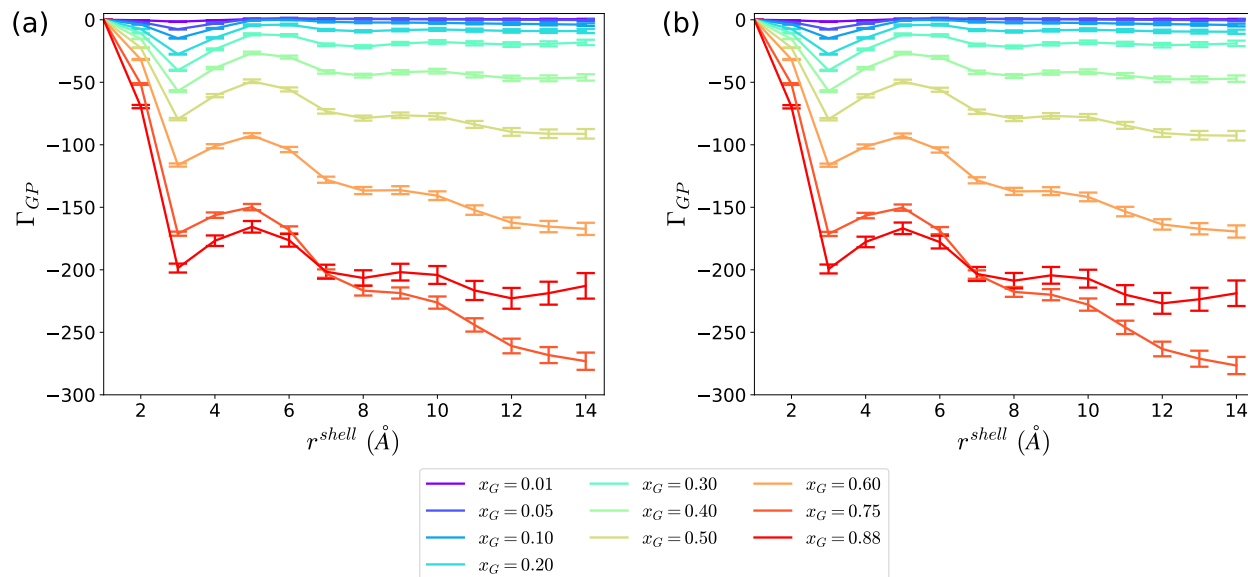 (a)
0
−50
−100
−150
−200
−250
−300
Γ_GP
2 4 6 8 10 12 14
r^shell (Å)
(b)
0
−50
−100
−150
−200
−250
−300
Γ_GP
2 4 6 8 10 12 14
r^shell (Å)
x_G = 0.01
x_G = 0.05
x_G = 0.10
x_G = 0.20
x_G = 0.30
x_G = 0.40
x_G = 0.50
x_G = 0.60
x_G = 0.75
x_G = 0.88